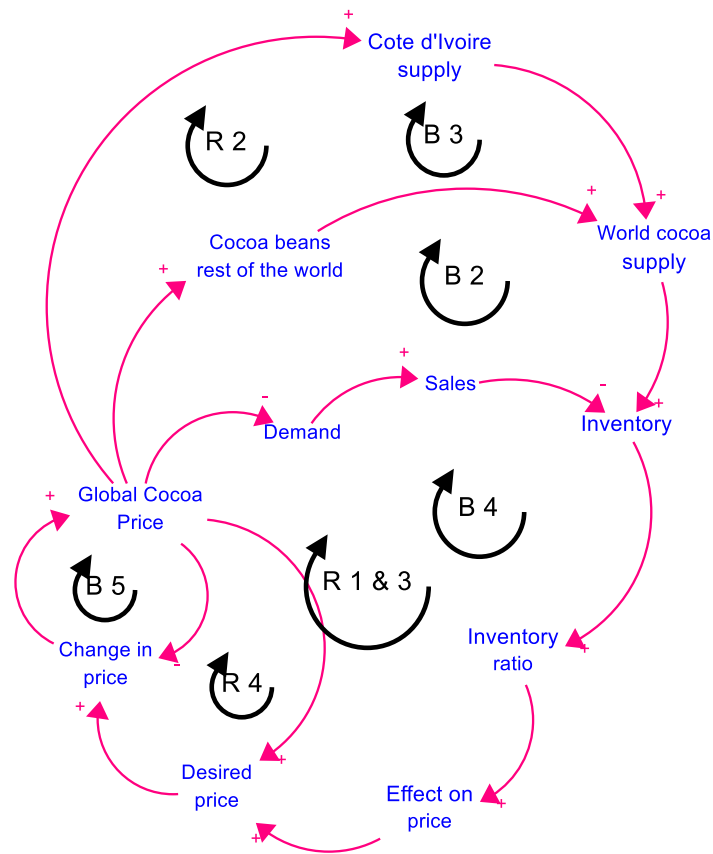 +
Cote d'Ivoire
supply
R 2
B 3
+
+
World cocoa
supply
Cocoa beans
rest of the world
+
B 2
+
Sales
-
+
Inventory
-
Demand
Global Cocoa
Price
+
B 4
B 5
R 1 & 3
Change in
price
-
R 4
Inventory
ratio
+
+
Desired
price
+
Effect on
price
+
+